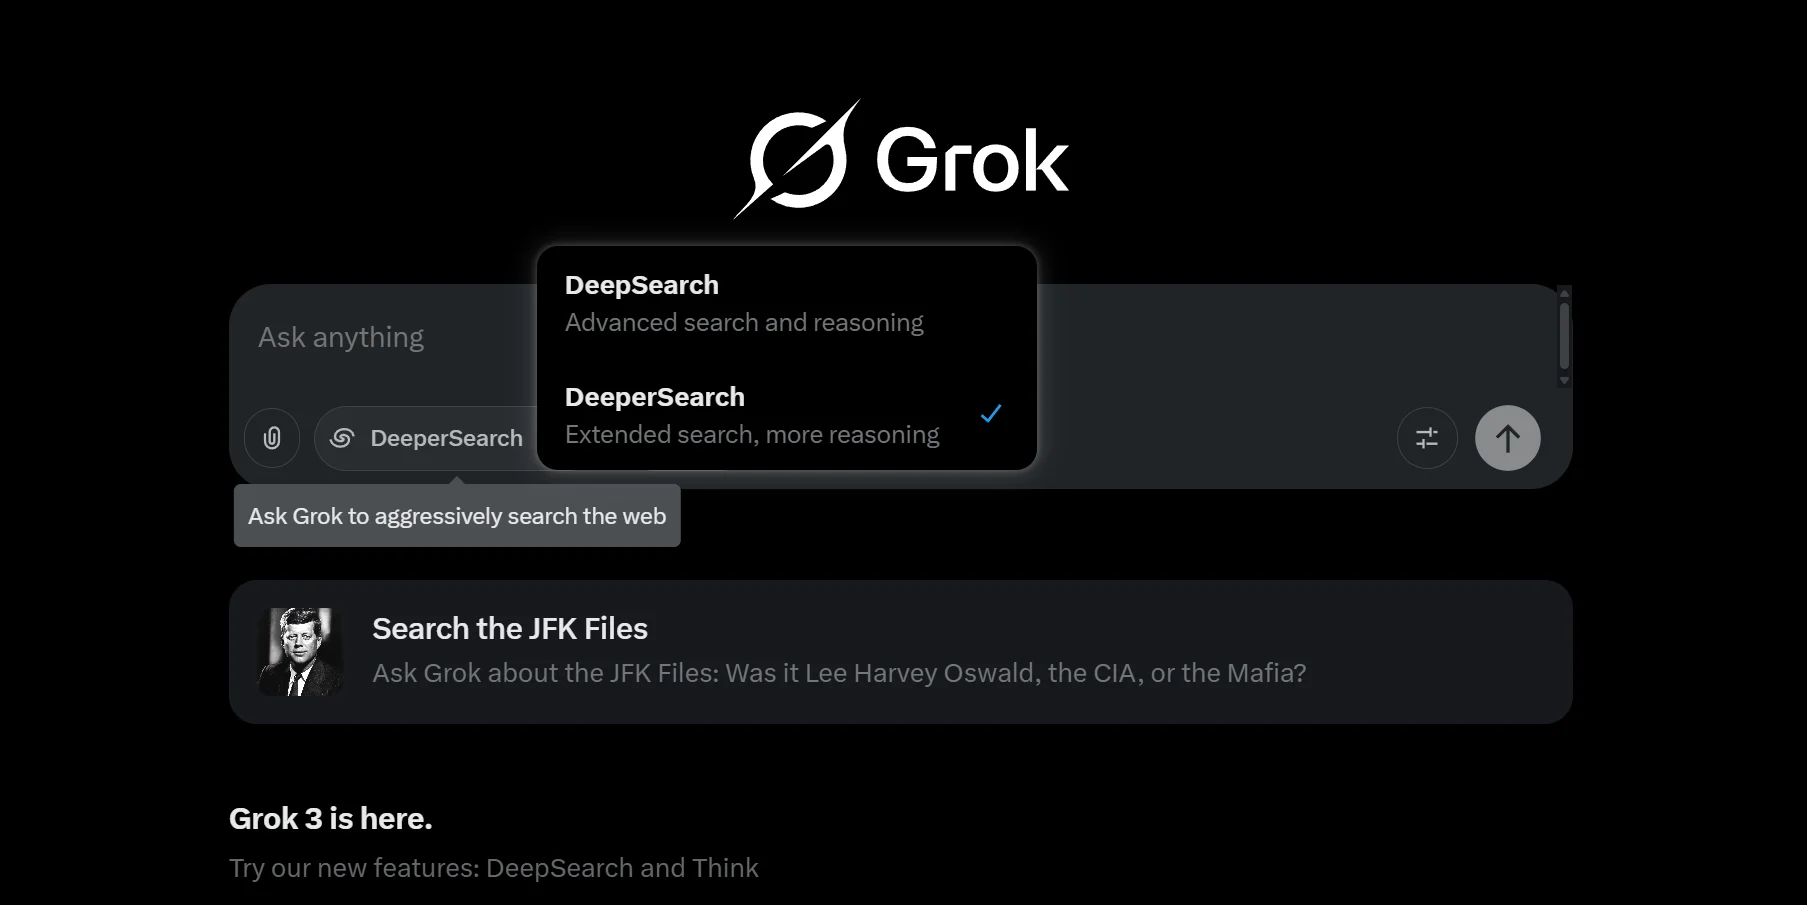 Grok
DeepSearch
Advanced search and reasoning
DeeperSearch
Extended search, more reasoning
Ask anything
DeeperSearch
Ask Grok to aggressively search the web
Search the JFK Files
Ask Grok about the JFK Files: Was it Lee Harvey Oswald, the CIA, or the Mafia?
Grok 3 is here.
Try our new features: DeepSearch and Think